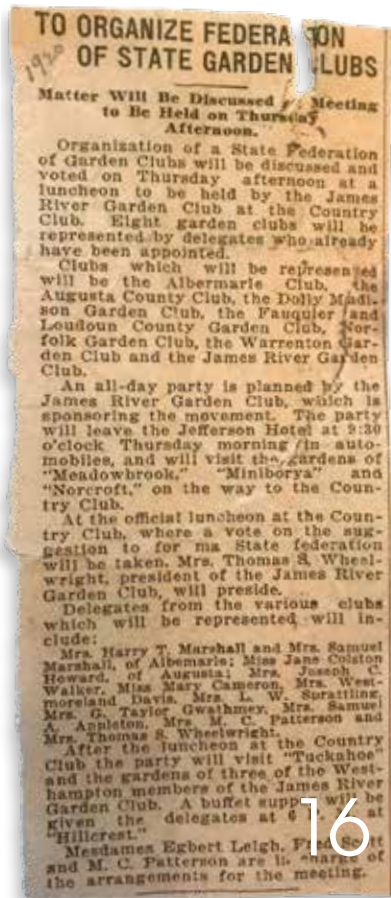 TO ORGANIZE FEDERATION
OF STATE GARDEN CLUBS
1920
Matter Will Be Discussed Meeting
to Be Held on Thursday
Afternoon.
Organization of a State Federation
of Garden Clubs will be discussed and
voted on Thursday afternoon at a
luncheon to be held by the James
River Garden Club at the Country
Club. Eight garden clubs will be
represented by delegates who already
have been appointed.
Clubs which will be represented
will be the Albermarle Club, the
Augusta County Club, the Dolly Madi-
son Garden Club, the Fauquier and
Loudoun County Garden Club, Nor-
folk Garden Club, the Warrenton Gar-
den Club and the James River Garden
Club.
An all-day party is planned by the
James River Garden Club, which is
sponsoring the movement. The party
will leave the Jefferson Hotel at 9:30
o'clock Thursday morning in auto-
mobiles, and will visit the gardens of
"Meadowbrook," "Miniborya" and
"Norcroft," on the way to the Coun-
try Club.
At the official luncheon at the Coun-
try Club, where a vote on the sug-
gestion to for ma State federation
will be taken, Mrs. Thomas S. Wheel-
wright, president of the James River
Garden Club, will preside.
Delegates from the various clubs
which will be represented will in-
clude:
Mrs. Harry T. Marshall and Mrs. Samuel
Marshall, of Albemarle; Miss Jane Colston
Howard, of Augusta; Mrs. Joseph C.
Walker, Miss Mary Cameron, Mrs. West-
moreland Davis, Mrs. L. W. Spratling,
Mrs. G. Taylor Gwathmey, Mrs. Samuel
A. Appleton, Mrs. M. C. Patterson and
Mrs. Thomas S. Wheelwright.
After the luncheon at the Country
Club the party will visit "Tuckahoe"
and the gardens of three of the West-
hampton members of the James River
Garden Club. A buffet supper will be
given the delegates at 6 at
"Hillcrest."
Mesdames Egbert Leigh, Fred Scott
and M. C. Patterson are in charge of
the arrangements for the meeting.
16